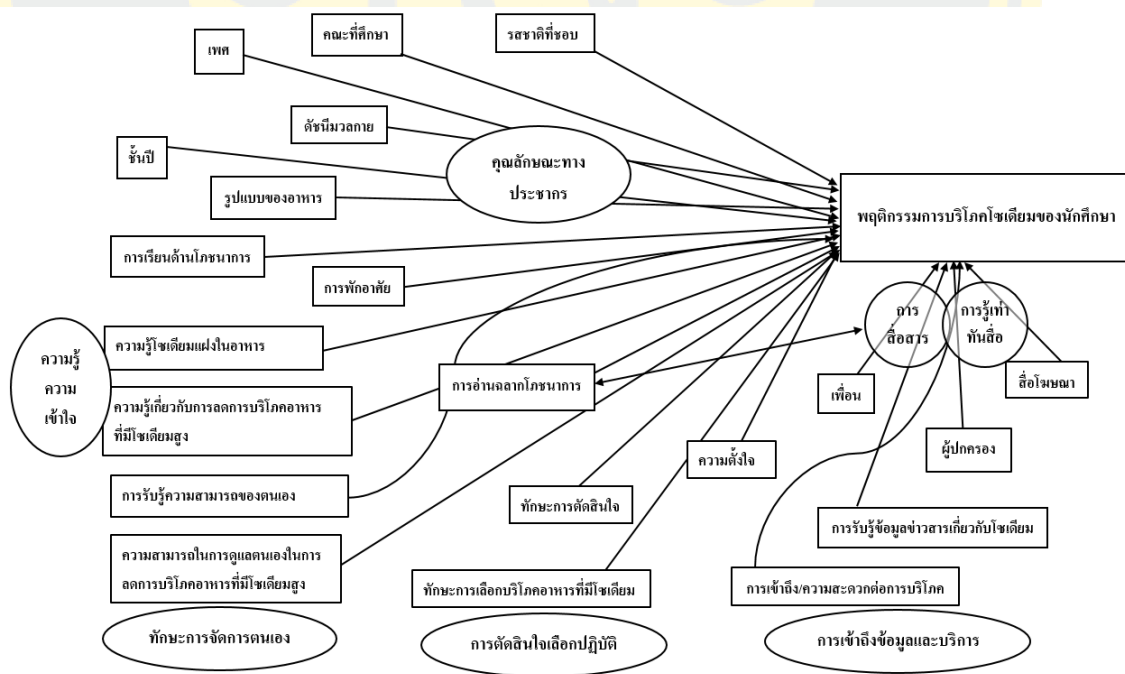 คณะที่ศึกษา
รสชาติที่ชอบ
เพศ
ดัชนีมวลกาย
ชั้นปี
คุณลักษณะทาง
ประชากร
รูปแบบของอาหาร
พฤติกรรมการบริโภคโซเดียมของนักศึกษา
การเรียนด้านโภชนาการ
การพักอาศัย
การ
สื่อสาร
การรู้เท่า
ทันสื่อ
ความรู้
ความ
เข้าใจ
ความรู้โซเดียมแฝงในอาหาร
การอ่านฉลากโภชนาการ
เพื่อน
สื่อโฆษณา
ความรู้เกี่ยวกับการลดการบริโภคอาหาร
ที่มีโซเดียมสูง
ความตั้งใจ
ผู้ปกครอง
การรับรู้ความสามารถของตนเอง
ทักษะการตัดสินใจ
การรับรู้ข้อมูลข่าวสารเกี่ยวกับโซเดียม
ความสามารถในการดูแลตนเองในการ
ลดการบริโภคอาหารที่มีโซเดียมสูง
ทักษะการเลือกบริโภคอาหารที่มีโซเดียม
การเข้าถึง/ความสะดวกต่อการบริโภค
ทักษะการจัดการตนเอง
การตัดสินใจเลือกปฏิบัติ
การเข้าถึงข้อมูลและบริการ